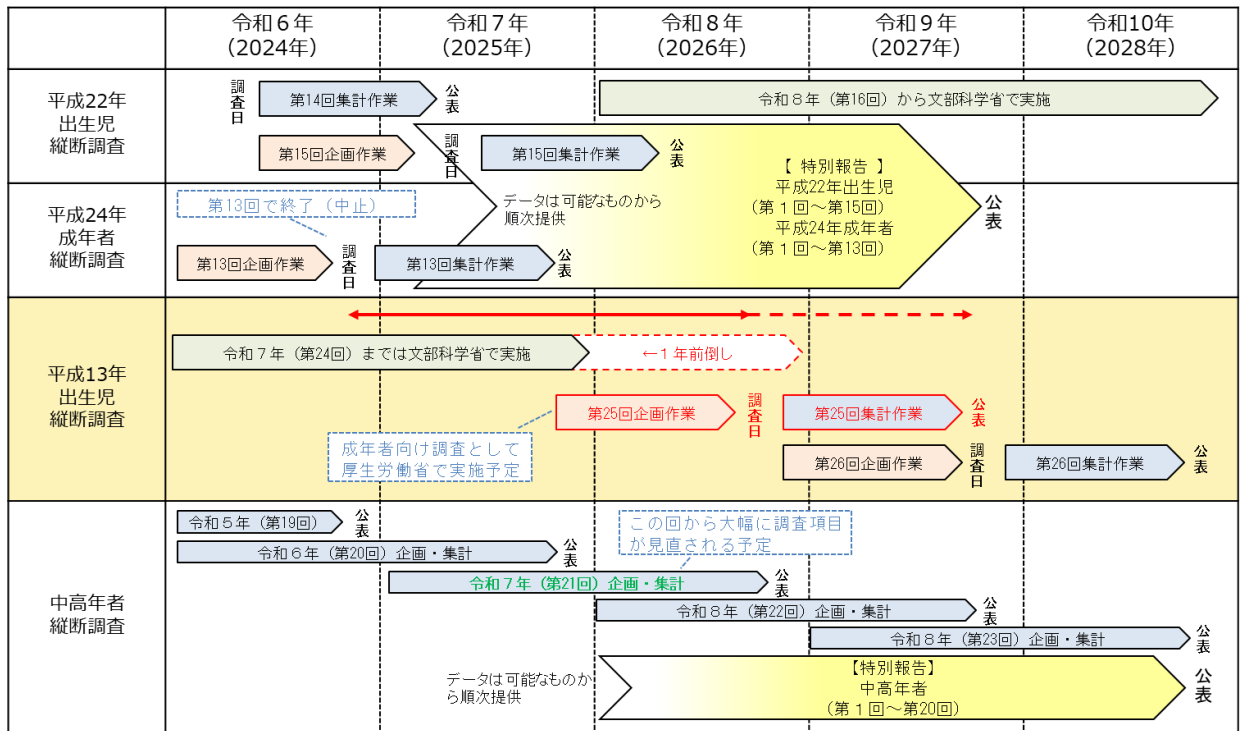 令和６年
（2024年）
令和７年
（2025年）
令和８年
（2026年）
令和９年
（2027年）
令和10年
（2028年）
平成22年
出生児
縦断調査
調査日
第14回集計作業
公表
令和８年（第16回）から文部科学省で実施
第15回企画作業
調査日
第15回集計作業
公表
【 特別報告 】
平成22年出生児
（第１回～第15回）
平成24年成年者
（第１回～第13回）
公表
データは可能なものから
順次提供
平成24年
成年者
縦断調査
第13回で終了（中止）
第13回企画作業
調査日
第13回集計作業
公表
平成13年
出生児
縦断調査
令和７年（第24回）までは文部科学省で実施
←１年前倒し
第25回企画作業
調査日
第25回集計作業
公表
成年者向け調査として
厚生労働省で実施予定
第26回企画作業
調査日
第26回集計作業
公表
中高年者
縦断調査
令和５年（第19回）
公表
この回から大幅に調査項目
が見直される予定
令和６年（第20回）企画・集計
公表
令和７年（第21回）企画・集計
公表
令和８年（第22回）企画・集計
公表
令和８年（第23回）企画・集計
公表
データは可能なものか
ら順次提供
【特別報告】
中高年者
（第１回～第20回）
公表